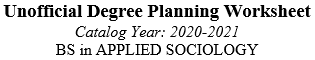 Unofficial Degree Planning Worksheet
Catalog Year: 2020-2021
BS in APPLIED SOCIOLOGY